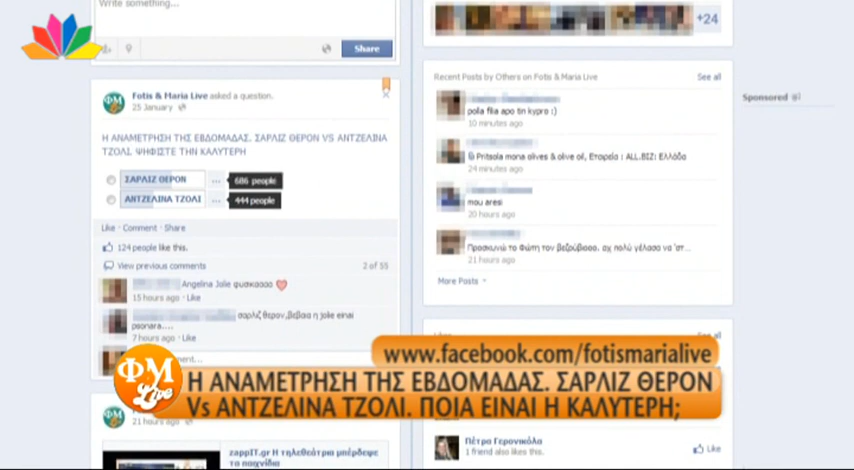 Write something...
Share
Fotis & Maria Live asked a question.
25 January
Η ΑΝΑΜΕΤΡΗΣΗ ΤΗΣ ΕΒΔΟΜΑΔΑΣ. ΣΑΡΛΙΖ ΘΕΡΟΝ VS ΑΝΤΖΕΛΙΝΑ
ΤΖΟΛΙ. ΨΗΦΙΣΤΕ ΤΗΝ ΚΑΛΥΤΕΡΗ
ΣΑΡΛΙΖ ΘΕΡΟΝ ... 686 people
ΑΝΤΖΕΛΙΝΑ ΤΖΟΛΙ ... 444 people
Like · Comment · Share
124 people like this.
View previous comments 2 of 55
Angelina Jolie φυσικαααα
15 hours ago · Like
σαρλιζ θερον,βεβαια η jolie einai
psonara....
7 hours ago · Like
ment...
21 hours ago
zappIT.gr Η τηλεθεάτρια μπέρδεψε
τα παιχνίδια
+24
Recent Posts by Others on Fotis & Maria Live See all
polla filia apo tin kypro :)
10 minutes ago
Pritsola mona olives & olive oil, Εταιρεία : ALL.BIZ: Ελλάδα
24 minutes ago
mou aresi
20 hours ago
Προσκυνώ το Φώτη τον βεζούβιοοο. αχ πολύ γέλασα να 'στ...
21 hours ago
More Posts
Sponsored
Πέτρα Γερονικόλα
1 friend also likes this.
Like
www.facebook.com/fotismarialive
ΦΜ
Live
Η ΑΝΑΜΕΤΡΗΣΗ ΤΗΣ ΕΒΔΟΜΑΔΑΣ. ΣΑΡΛΙΖ ΘΕΡΟΝ
Vs ΑΝΤΖΕΛΙΝΑ ΤΖΟΛΙ. ΠΟΙΑ ΕΙΝΑΙ Η ΚΑΛΥΤΕΡΗ;